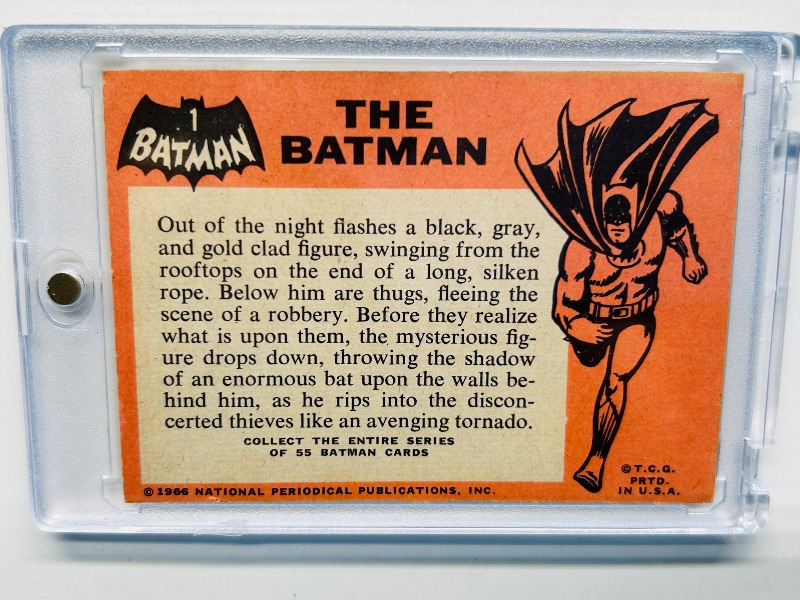 1
BATMAN
THE
BATMAN
Out of the night flashes a black, gray,
and gold clad figure, swinging from the
rooftops on the end of a long, silken
rope. Below him are thugs, fleeing the
scene of a robbery. Before they realize
what is upon them, the mysterious fig-
ure drops down, throwing the shadow
of an enormous bat upon the walls be-
hind him, as he rips into the discon-
certed thieves like an avenging tornado.
COLLECT THE ENTIRE SERIES
OF 55 BATMAN CARDS
© 1966 NATIONAL PERIODICAL PUBLICATIONS, INC.
© T.C.G.
PRTD.
IN U.S.A.